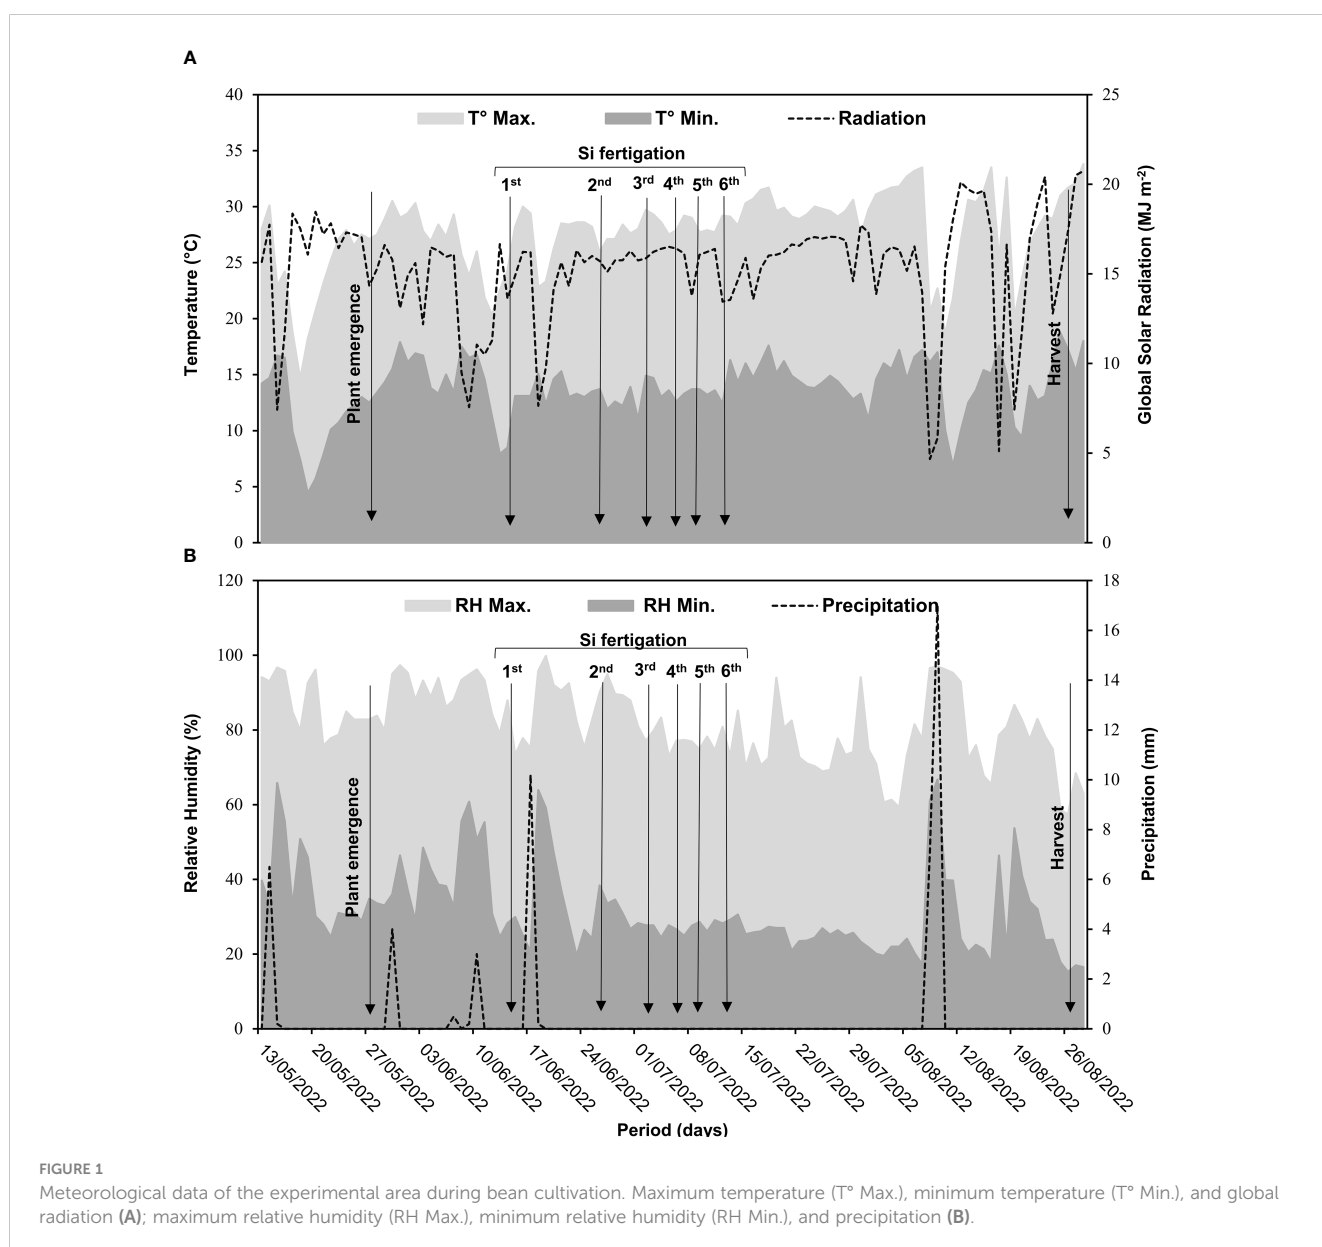 A
40
35
30
25
20
15
10
5
0
Temperature (°C)
T° Max.
T° Min.
Radiation
Si fertigation
1st
2nd
3rd
4th
5th
6th
Plant emergence
Harvest
25
20
15
10
5
0
Global Solar Radiation (MJ m-2)
B
120
100
80
60
40
20
0
Relative Humidity (%)
RH Max.
RH Min.
Precipitation
Si fertigation
1st
2nd
3rd
4th
5th
6th
Plant emergence
Harvest
18
16
14
12
10
8
6
4
2
0
Precipitation (mm)
13/05/2022
20/05/2022
27/05/2022
03/06/2022
10/06/2022
17/06/2022
24/06/2022
01/07/2022
08/07/2022
15/07/2022
22/07/2022
29/07/2022
05/08/2022
12/08/2022
19/08/2022
26/08/2022
Period (days)
FIGURE 1
Meteorological data of the experimental area during bean cultivation. Maximum temperature (T° Max.), minimum temperature (T° Min.), and global
radiation (A); maximum relative humidity (RH Max.), minimum relative humidity (RH Min.), and precipitation (B).